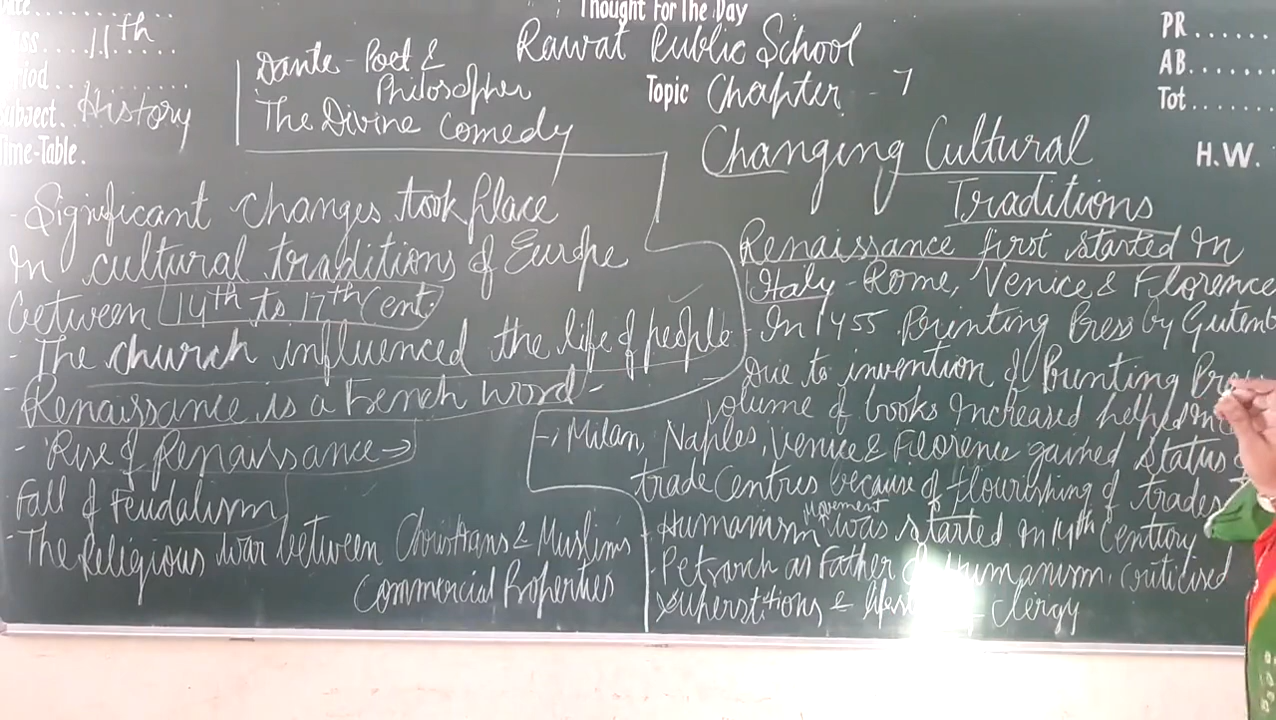 Date
Thought For The Day
PR......
ss....11th......
Rawat Public School
AB......
Period........
Topic Chapter - 7
Tot......
Subject. History
Time-Table.
H.W.
Dante - Poet &
Philosopher
The Divine Comedy
Changing Cultural
Traditions
- Significant changes took place
In cultural traditions of Europe
between 14th to 17th Cent.
- The church influenced the life of people
- Renaissance is a French word -
- Rise of Renaissance →
Fall of Feudalism
- The Religious war between Christians & Muslims
Commercial Properties
Renaissance first started In
Italy - Rome, Venice & Florence
- In 1455 Printing Press by Gutenb
- Due to invention of Printing Pre
volume of books Increased helped In
- Milan, Naples, Venice & Florence gained Status
trade Centres because of flourishing of trades
- Humanism movement was started in 14th Century
- Petrarch as Father of Humanism. criticised
superstitions & clergy